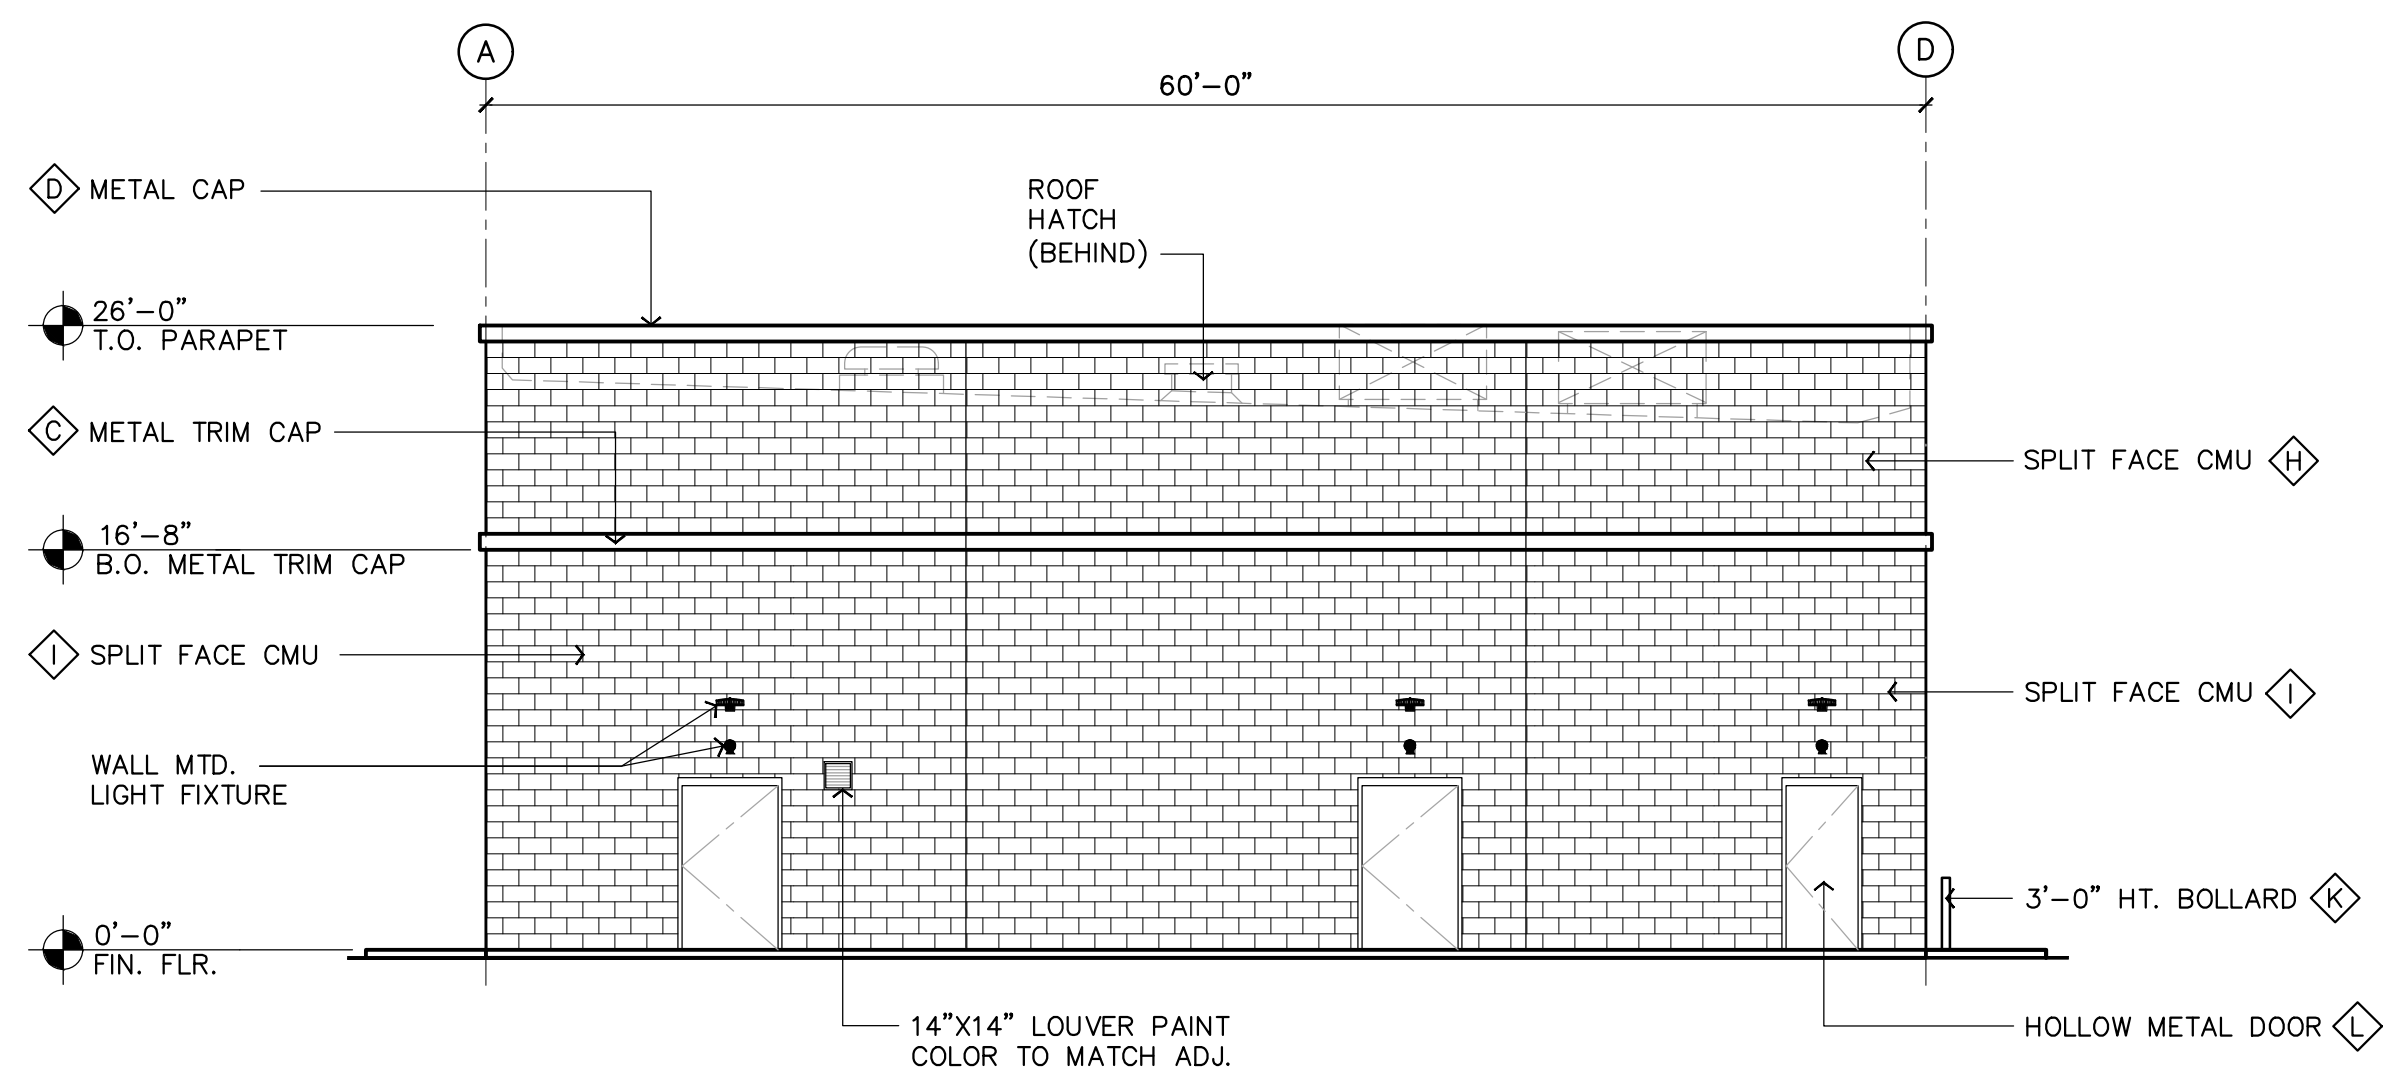 A
D
60'-0"
D METAL CAP
ROOF
HATCH
(BEHIND)
26'-0"
T.O. PARAPET
C METAL TRIM CAP
SPLIT FACE CMU H
16'-8"
B.O. METAL TRIM CAP
I SPLIT FACE CMU
SPLIT FACE CMU I
WALL MTD.
LIGHT FIXTURE
3'-0" HT. BOLLARD K
0'-0"
FIN. FLR.
14"X14" LOUVER PAINT
COLOR TO MATCH ADJ.
HOLLOW METAL DOOR L